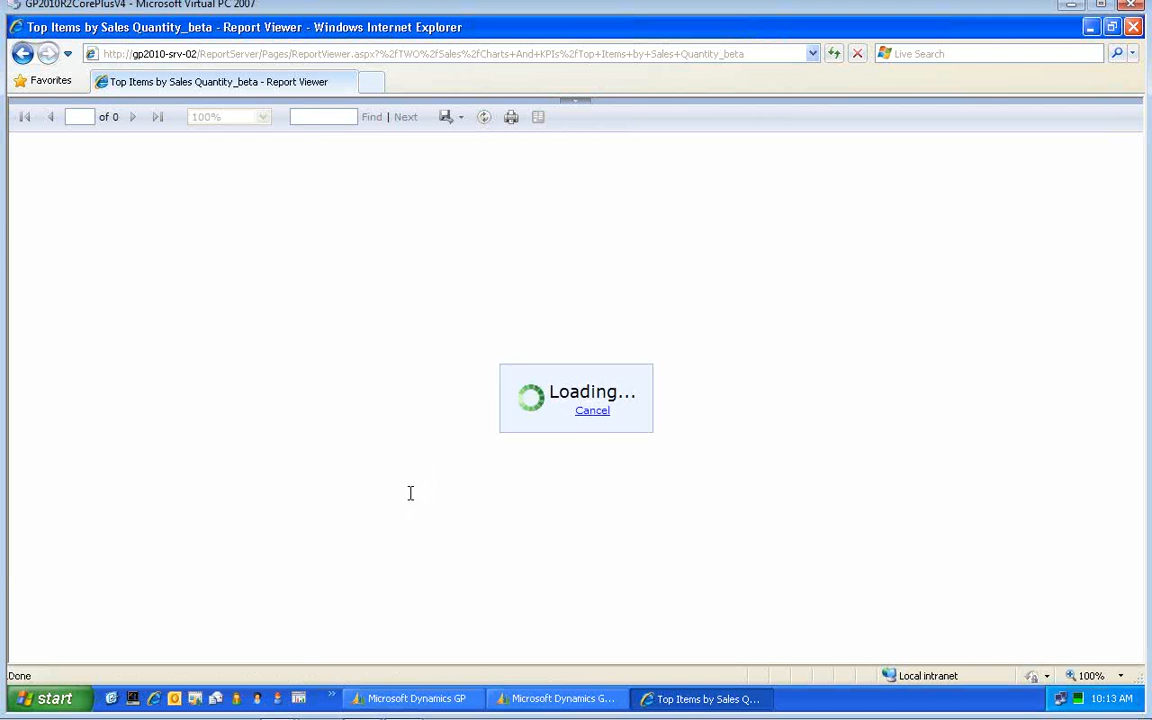 GP2010R2CorePlusV4 - Microsoft Virtual PC 2007
Top Items by Sales Quantity_beta - Report Viewer - Windows Internet Explorer
http://gp2010-srv-02/ReportServer/Pages/ReportViewer.aspx?%2fTWO%2fSales%2fCharts+And+KPIs%2fTop+Items+by+Sales+Quantity_beta
Live Search
Favorites
Top Items by Sales Quantity_beta - Report Viewer
of 0
100%
Find | Next
Loading...
Cancel
Done
Local intranet
100%
start
Microsoft Dynamics GP
Microsoft Dynamics G...
Top Items by Sales Q...
10:13 AM